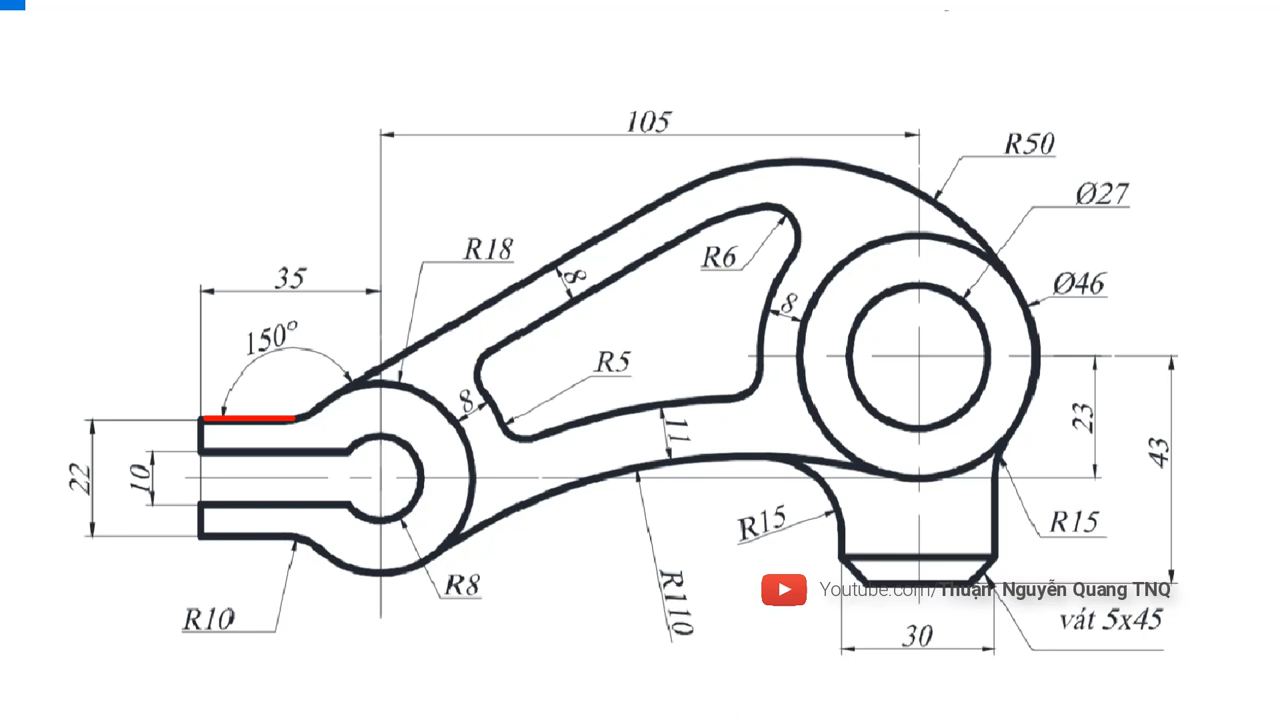 105
R50
Ø27
R18
R6
8
35
Ø46
8
150°
R5
8
11
23
43
22
10
R15
R15
R8
R110
Youtube.com/Thuận Nguyễn Quang TNQ
R10
vát 5x45
30